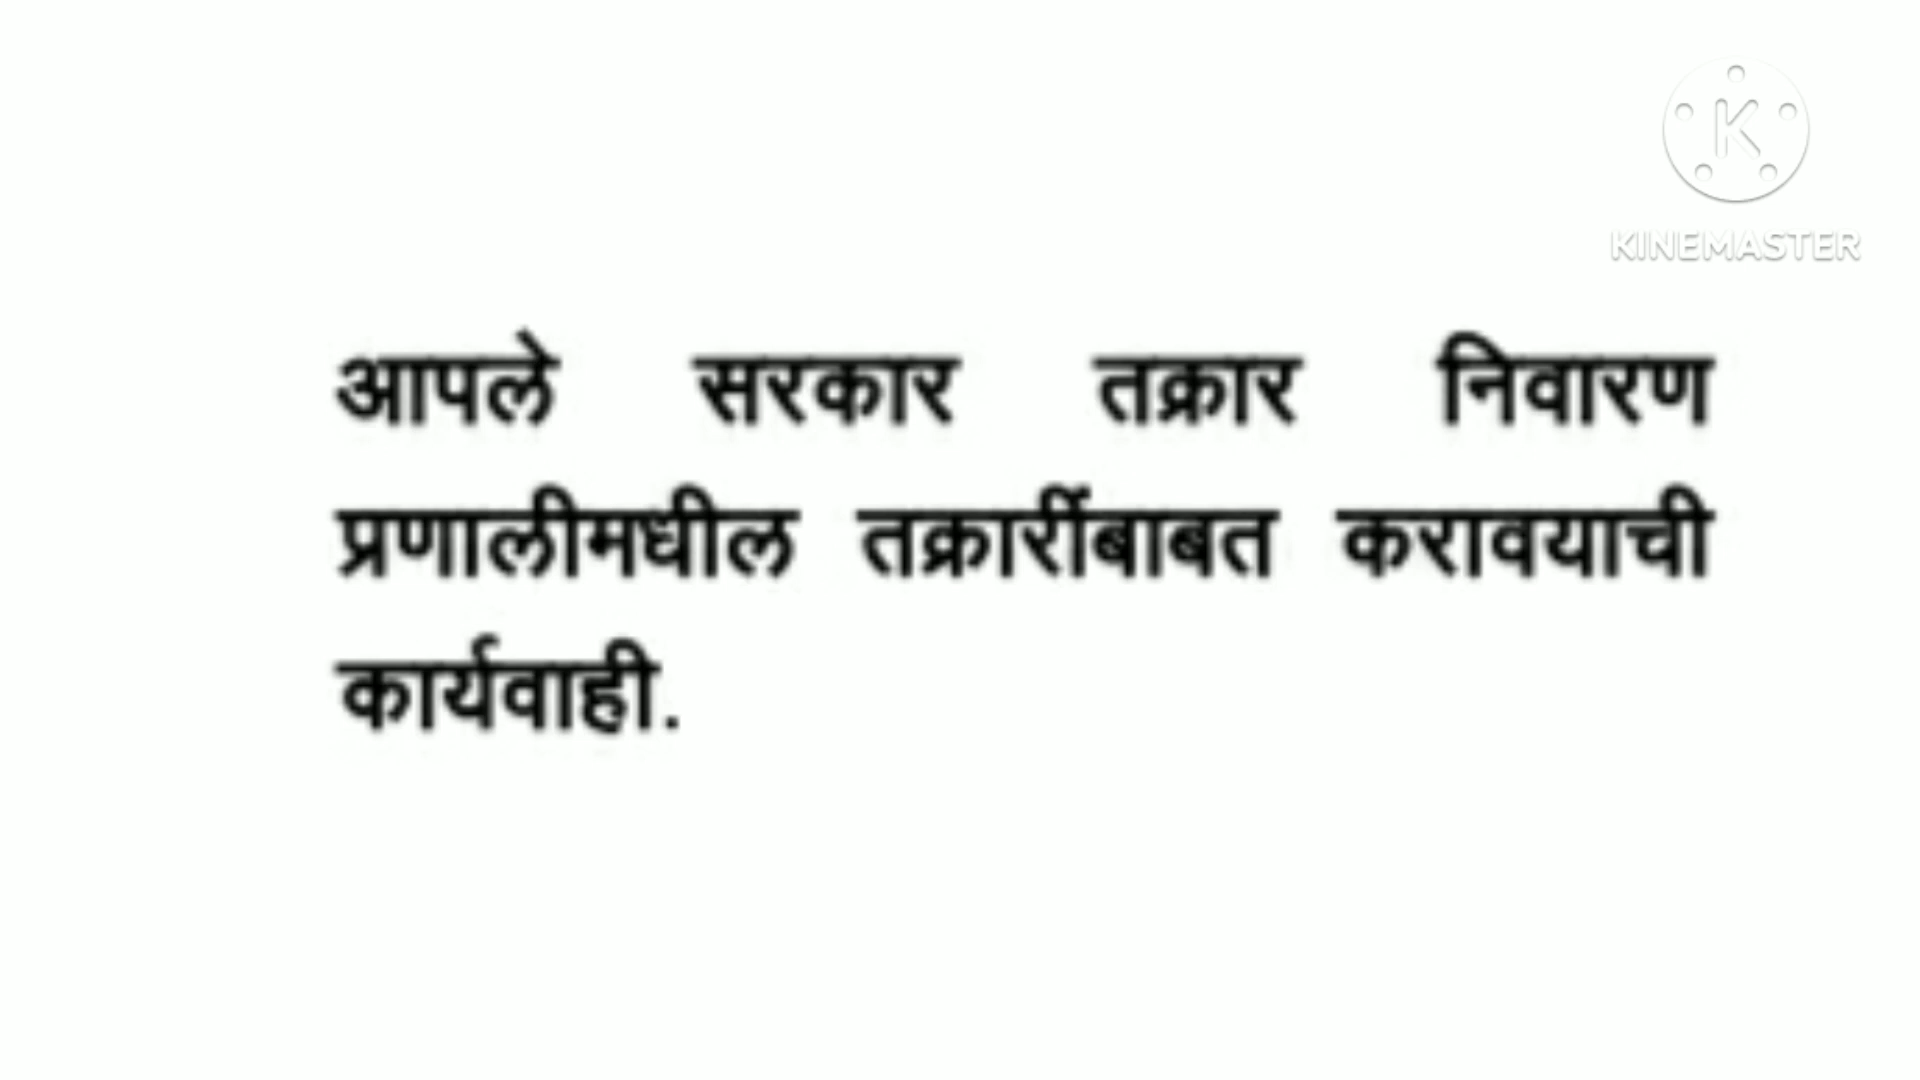 KINEMASTER
आपले सरकार तक्रार निवारण
प्रणालीमधील तक्रारींबाबत करावयाची
कार्यवाही.